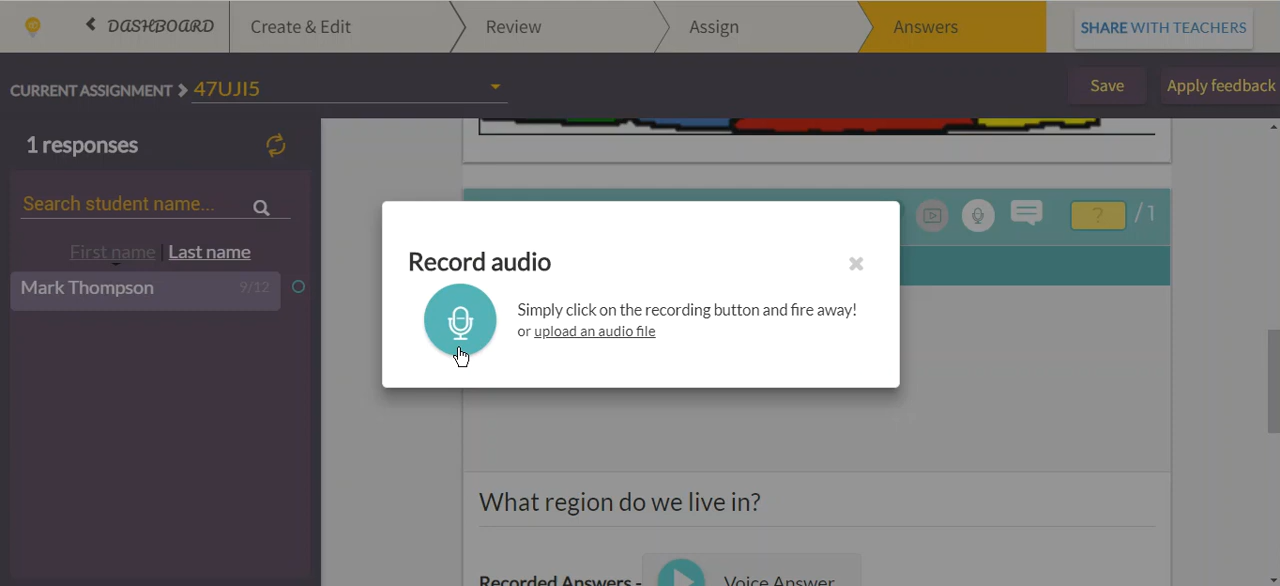 DASHBOARD
Create & Edit
Review
Assign
Answers
SHARE WITH TEACHERS
CURRENT ASSIGNMENT
47UJI5
Save
Apply feedback
1 responses
Search student name...
First name | Last name
Mark Thompson 9/12
? / 1
Record audio
Simply click on the recording button and fire away!
or upload an audio file
What region do we live in?
Recorded Answers -
Voice Answer